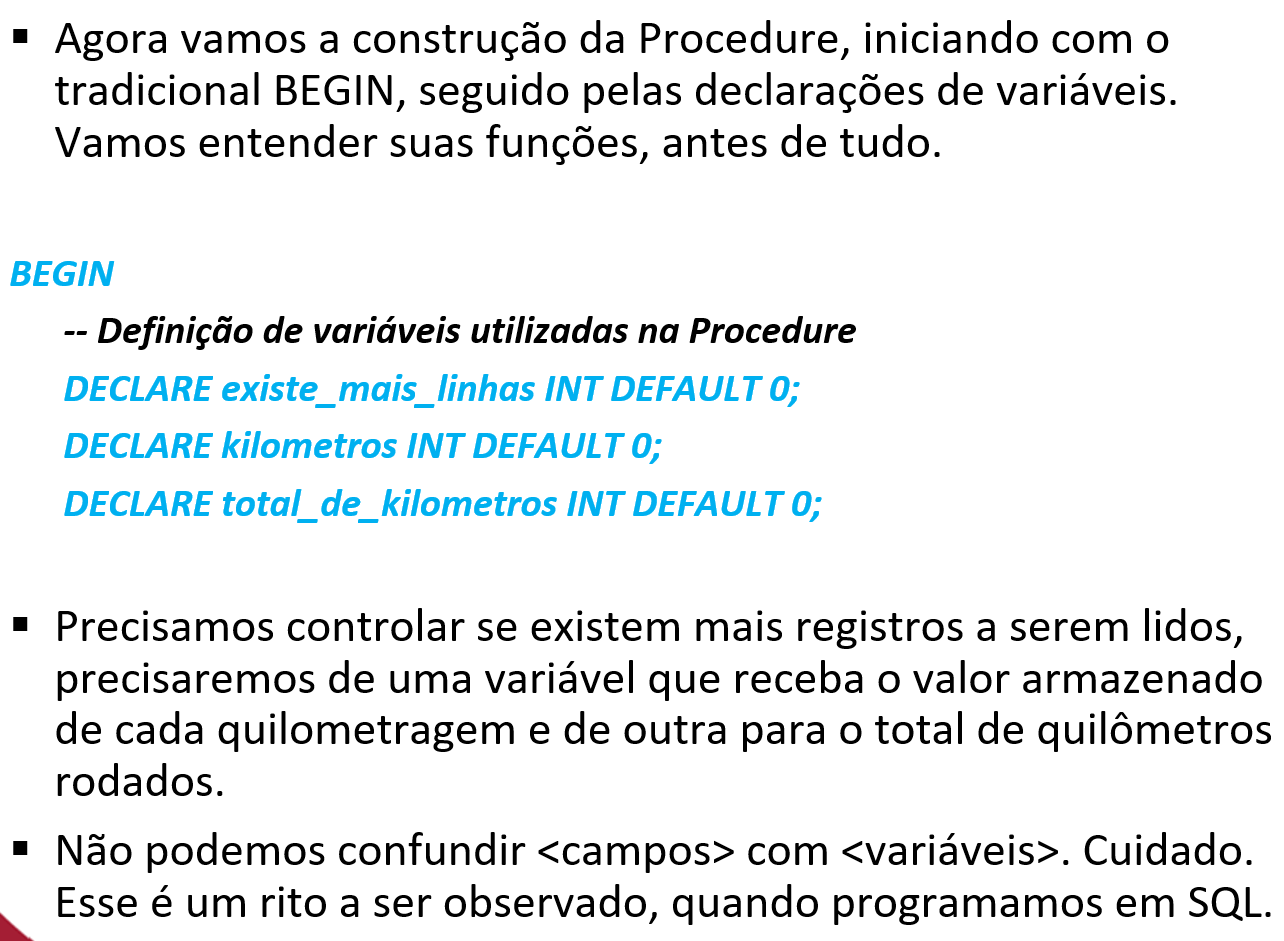 ▪ Agora vamos a construção da Procedure, iniciando com o
tradicional BEGIN, seguido pelas declarações de variáveis.
Vamos entender suas funções, antes de tudo.
BEGIN
-- Definição de variáveis utilizadas na Procedure
DECLARE existe_mais_linhas INT DEFAULT 0;
DECLARE kilometros INT DEFAULT 0;
DECLARE total_de_kilometros INT DEFAULT 0;
▪ Precisamos controlar se existem mais registros a serem lidos,
precisaremos de uma variável que receba o valor armazenado
de cada quilometragem e de outra para o total de quilômetros
rodados.
▪ Não podemos confundir <campos> com <variáveis>. Cuidado.
Esse é um rito a ser observado, quando programamos em SQL.